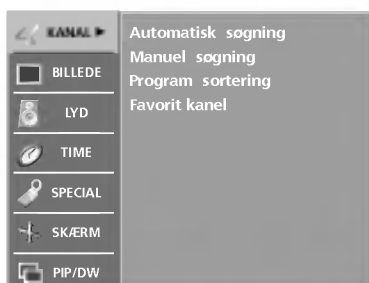 KANAL
Automatisk søgning
Manuel søgning
Program sortering
Favorit kanel
BILLEDE
LYD
TIME
SPECIAL
SKÆRM
PIP/DW